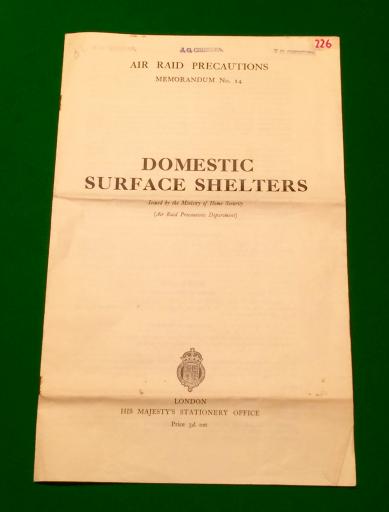 226
AIR RAID PRECAUTIONS
MEMORANDUM No. 14
DOMESTIC
SURFACE SHELTERS
Issued by the Ministry of Home Security
(Air Raid Precautions Department)
LONDON
HIS MAJESTY'S STATIONERY OFFICE
Price 3d. net